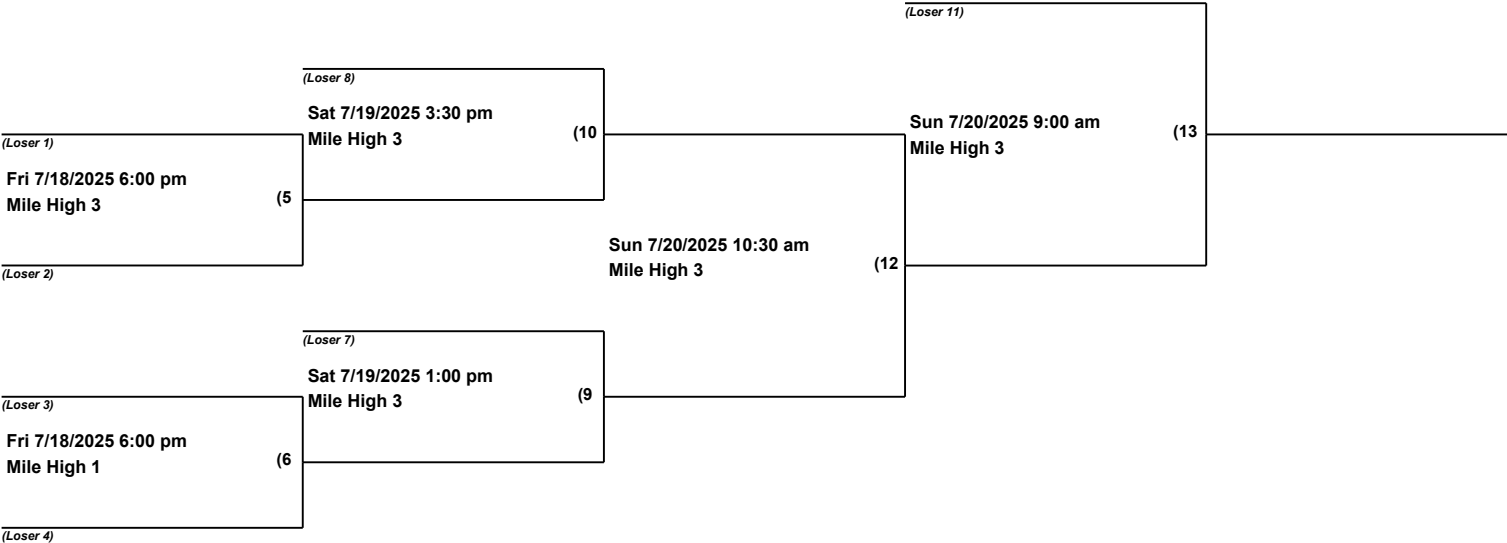 (Loser 11)
(Loser 8)
Sat 7/19/2025 3:30 pm
Mile High 3
(10
Sun 7/20/2025 9:00 am
Mile High 3
(13
(Loser 1)
Fri 7/18/2025 6:00 pm
Mile High 3
(5
(Loser 2)
Sun 7/20/2025 10:30 am
Mile High 3
(12
(Loser 7)
Sat 7/19/2025 1:00 pm
Mile High 3
(9
(Loser 3)
Fri 7/18/2025 6:00 pm
Mile High 1
(6
(Loser 4)